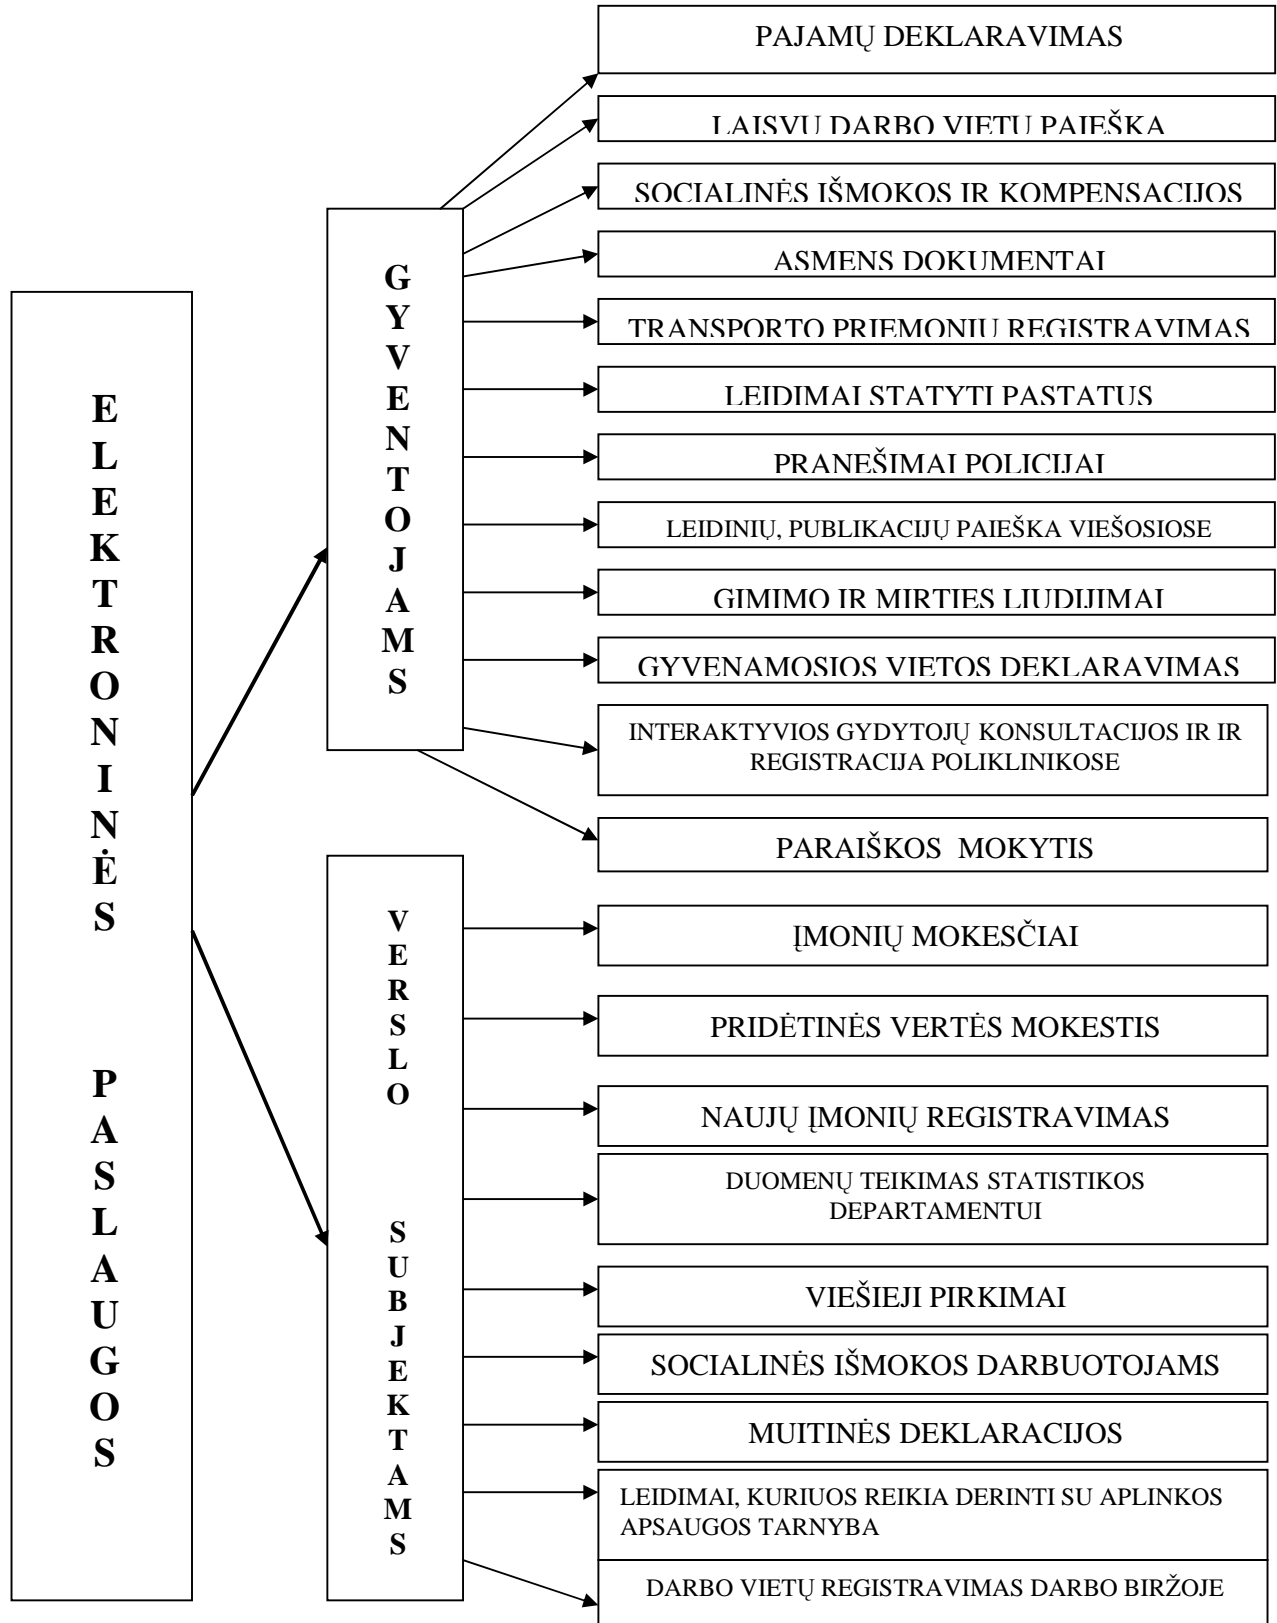 ELEKTRONINĖS PASLAUGOS
GYVENTOJAMS
PAJAMŲ DEKLARAVIMAS
LAISVŲ DARBO VIETŲ PAIEŠKA
SOCIALINĖS IŠMOKOS IR KOMPENSACIJOS
ASMENS DOKUMENTAI
TRANSPORTO PRIEMONIŲ REGISTRAVIMAS
LEIDIMAI STATYTI PASTATUS
PRANEŠIMAI POLICIJAI
LEIDINIŲ, PUBLIKACIJŲ PAIEŠKA VIEŠOSIOSE
GIMIMO IR MIRTIES LIUDIJIMAI
GYVENAMOSIOS VIETOS DEKLARAVIMAS
INTERAKTYVIOS GYDYTOJŲ KONSULTACIJOS IR IR
REGISTRACIJA POLIKLINIKOSE
PARAIŠKOS MOKYTIS
VERSLO SUBJEKTAMS
ĮMONIŲ MOKESČIAI
PRIDĖTINĖS VERTĖS MOKESTIS
NAUJŲ ĮMONIŲ REGISTRAVIMAS
DUOMENŲ TEIKIMAS STATISTIKOS
DEPARTAMENTUI
VIEŠIEJI PIRKIMAI
SOCIALINĖS IŠMOKOS DARBUOTOJAMS
MUITINĖS DEKLARACIJOS
LEIDIMAI, KURIUOS REIKIA DERINTI SU APLINKOS
APSAUGOS TARNYBA
DARBO VIETŲ REGISTRAVIMAS DARBO BIRŽOJE